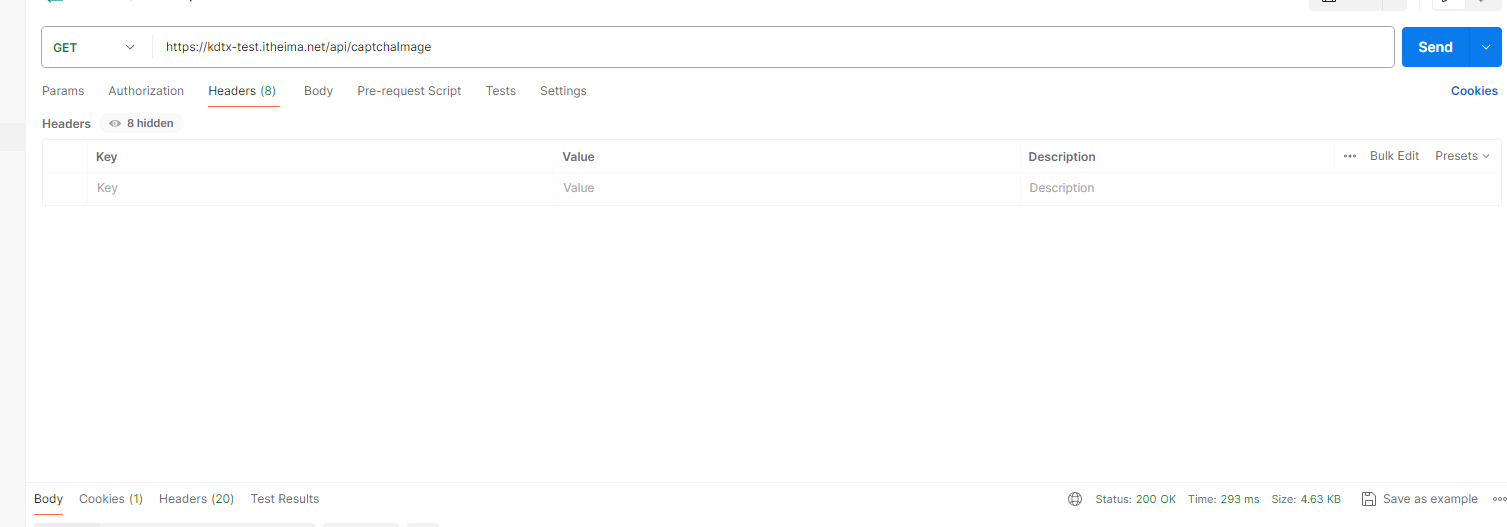 GET https://kdtx-test.itheima.net/api/captchaImage Send
Params Authorization Headers (8) Body Pre-request Script Tests Settings Cookies
Headers 8 hidden
Key Value Description ••• Bulk Edit Presets
Key Value Description
Body Cookies (1) Headers (20) Test Results Status: 200 OK Time: 293 ms Size: 4.63 KB Save as example